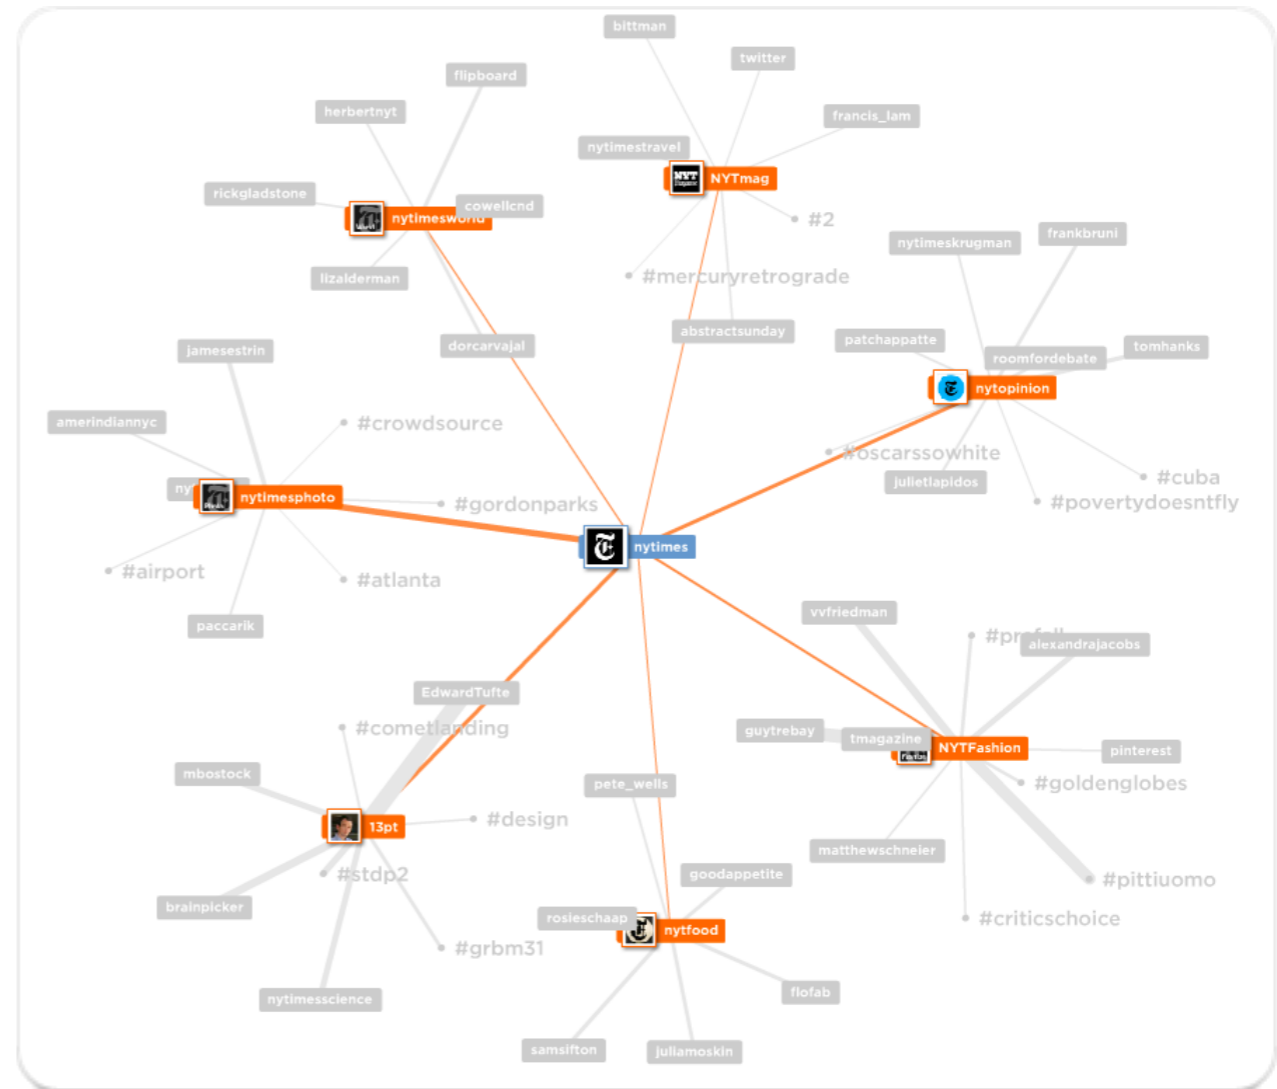 bittman
twitter
flipboard
herbertnyt
francis_lam
nytimestravel
NYTmag
rickgladstone
cowellcnd
nytimesworld
#2
nytimeskrugman
frankbruni
lizalderman
#mercuryretrograde
abstractsunday
dorcarvajal
jamesestrin
patchappatte
roomfordebate
tomhanks
nytopinion
amerindiannyc
#crowdsource
#oscarssowhite
julietlapidos
#cuba
nytimesphoto
#gordonparks
#povertydoesntfly
nytimes
#airport
#atlanta
paccarik
vvfriedman
alexandrajacobs
EdwardTufte
#cometlanding
guytrebay
tmagazine
NYTFashion
pinterest
mbostock
pete_wells
#goldenglobes
13pt
#design
matthewschneier
#stdp2
goodappetite
#pittiuomo
brainpicker
rosieschaap
nytfood
#criticschoice
#grbm31
nytimesscience
flofab
samsifton
juliamoskin